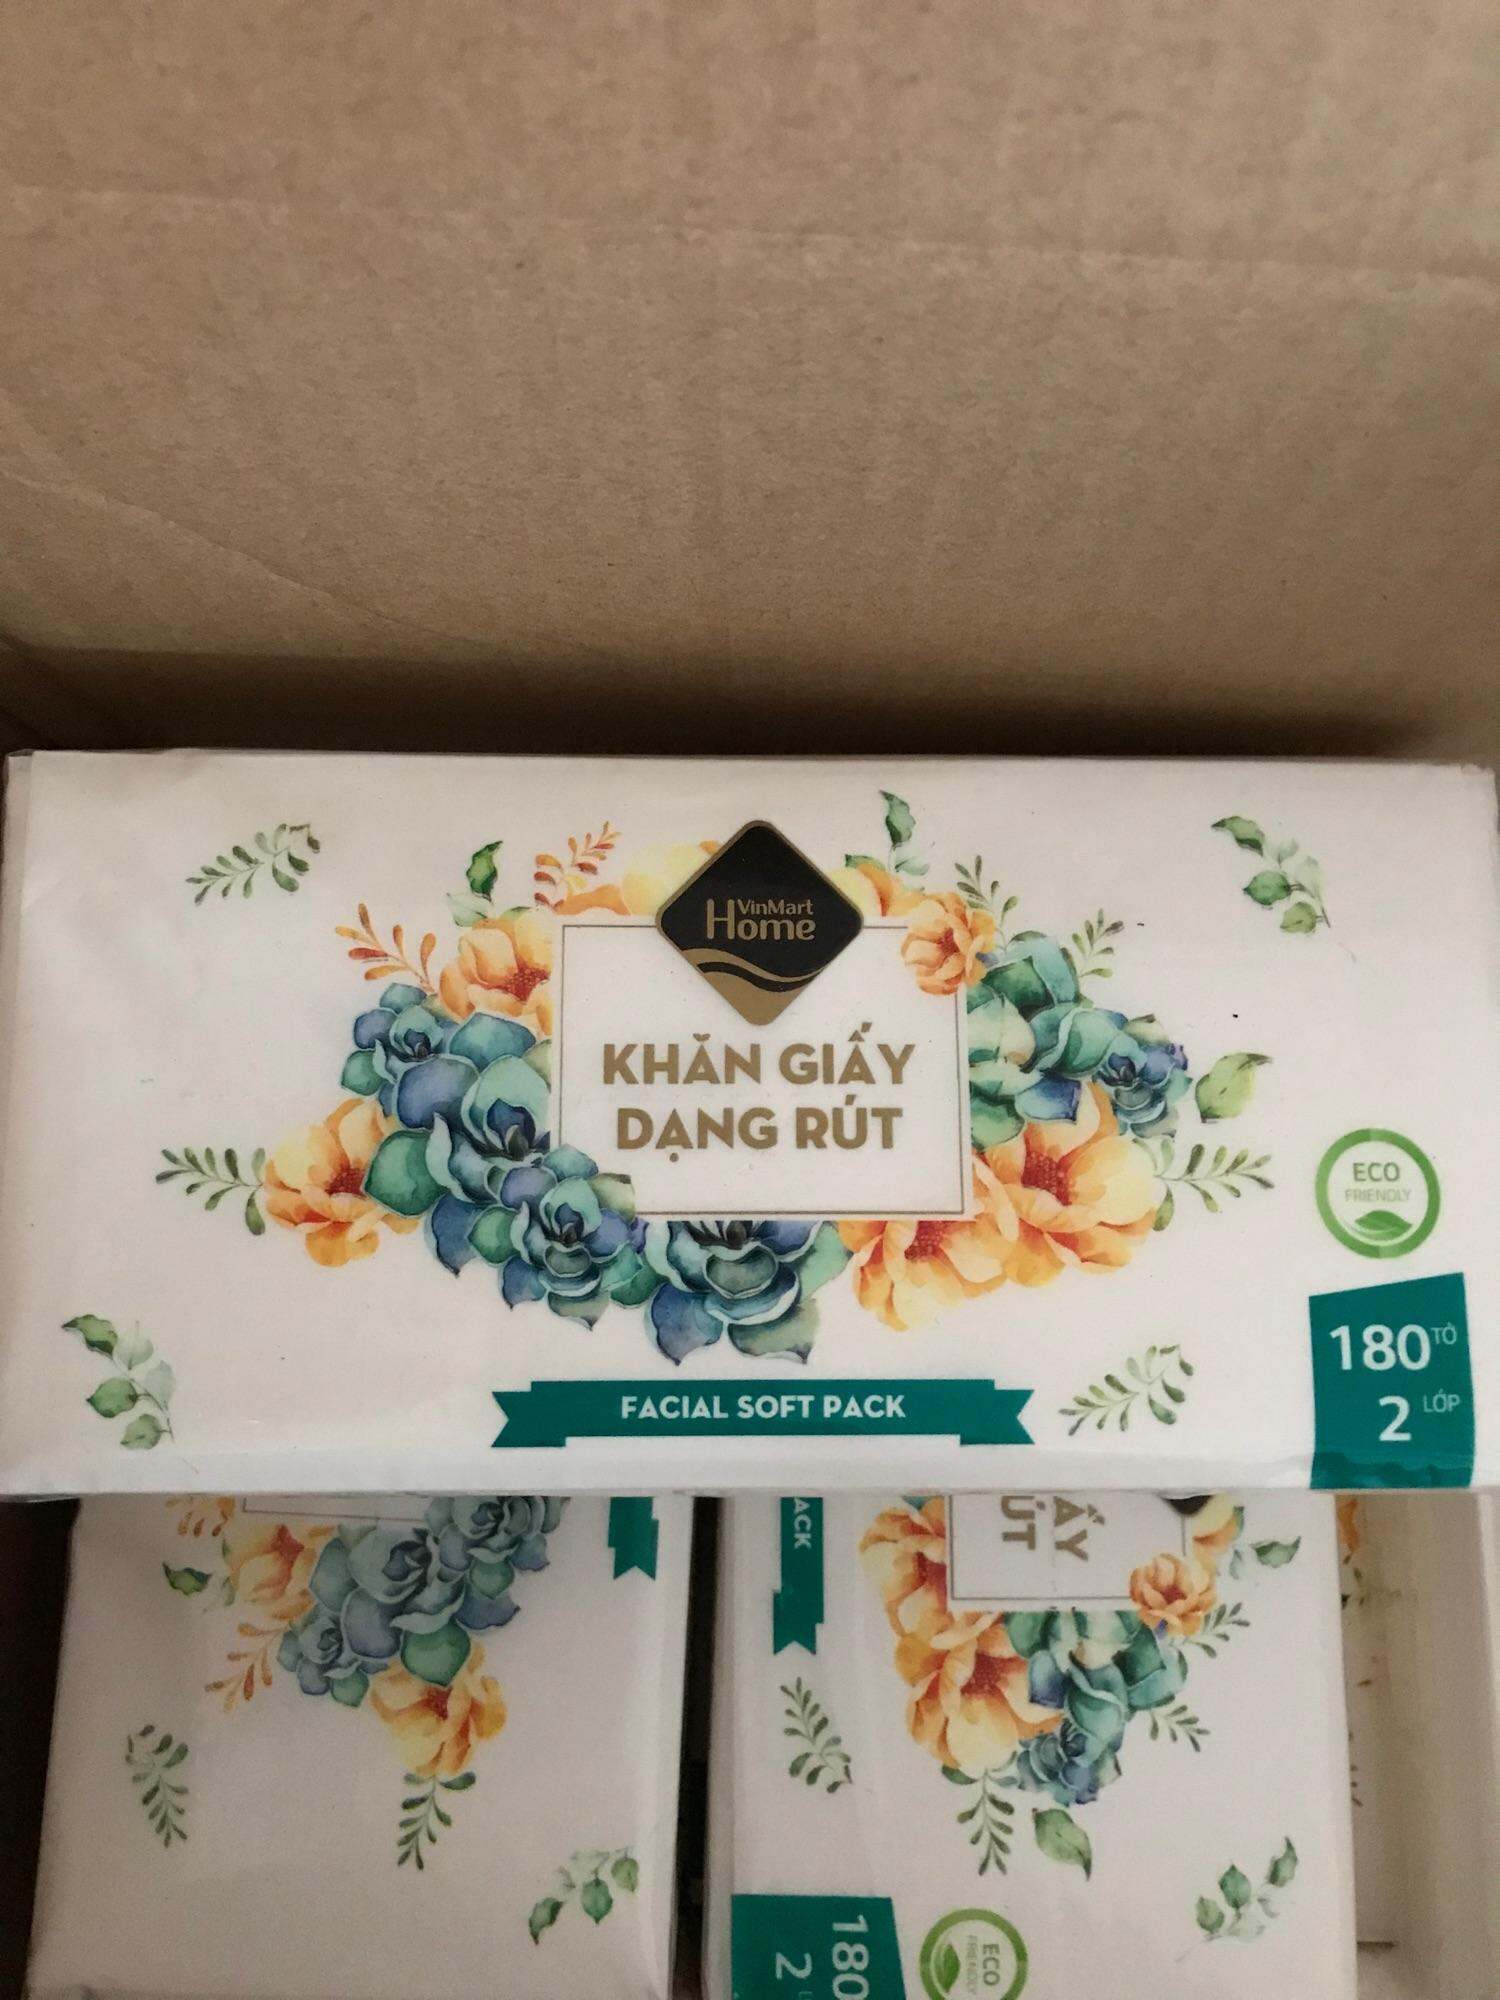 VinMart
Home
KHĂN GIẤY
DẠNG RÚT
ECO
FRIENDLY
180 TỜ
2 LỚP
FACIAL SOFT PACK
ACK
ẤY
ÚT
180
2
ECO
FRIENDLY